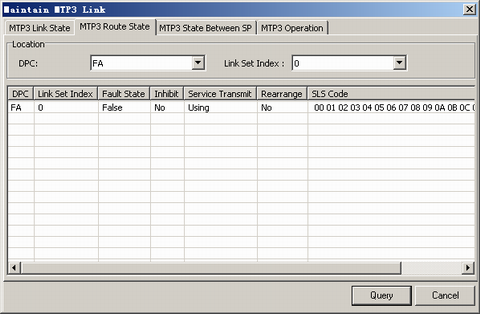 Maintain MTP3 Link
MTP3 Link State MTP3 Route State MTP3 State Between SP MTP3 Operation
Location
DPC: FA Link Set Index : 0
DPC Link Set Index Fault State Inhibit Service Transmit Rearrange SLS Code
FA 0 False No Using No 00 01 02 03 04 05 06 07 08 09 0A 0B 0C
Query Cancel